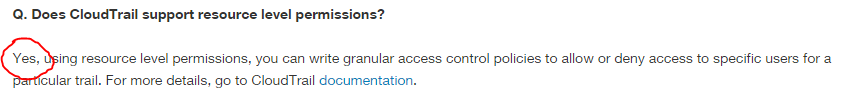 Q. Does CloudTrail support resource level permissions?
Yes, using resource level permissions, you can write granular access control policies to allow or deny access to specific users for a
particular trail. For more details, go to CloudTrail documentation.